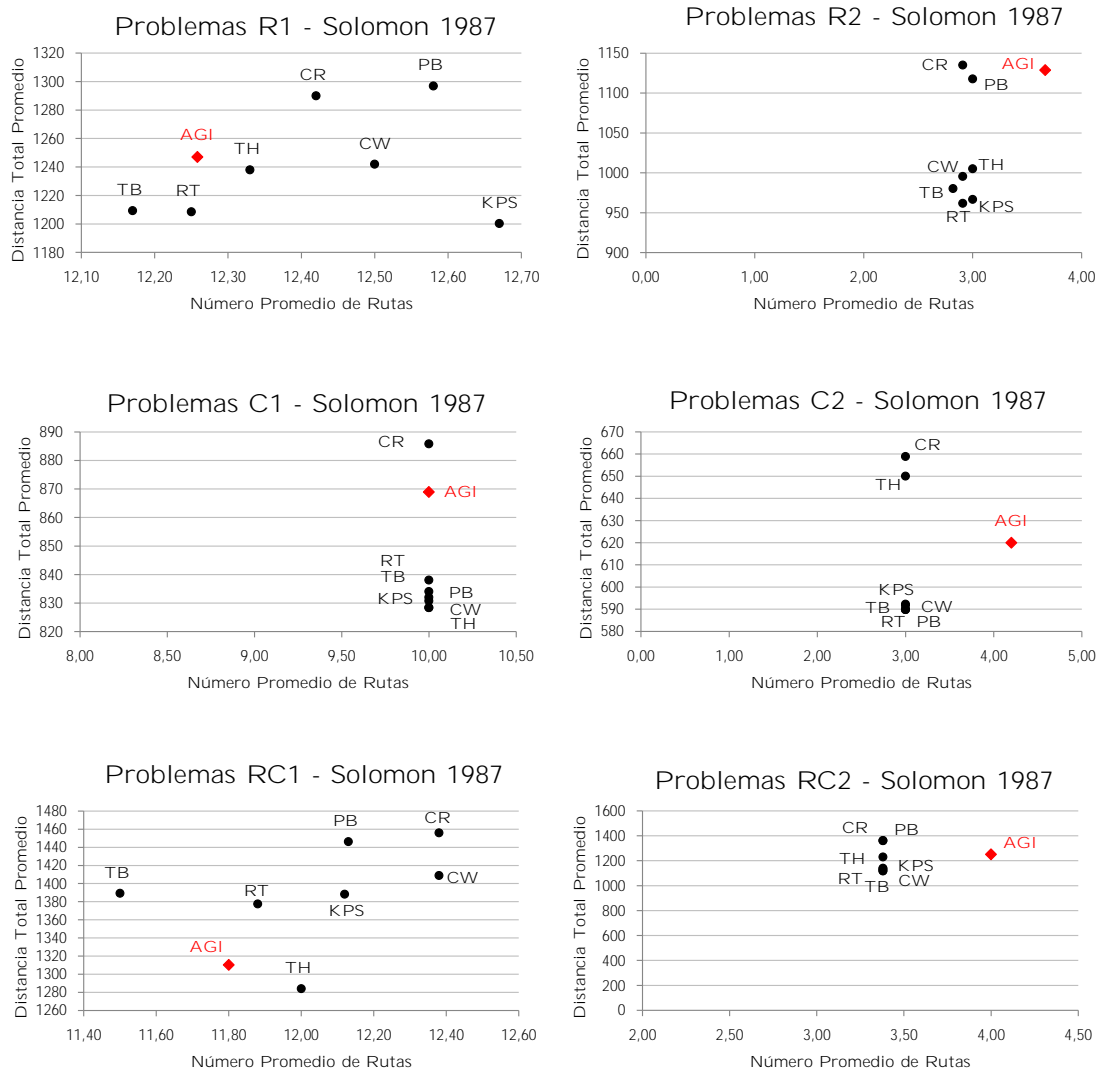 Problemas R1 - Solomon 1987
Distancia Total Promedio
1320
1300
1280
1260
1240
1220
1200
1180
CR
PB
AGI
TH
CW
TB
RT
KPS
12,10
12,20
12,30
12,40
12,50
12,60
12,70
Número Promedio de Rutas
Problemas R2 - Solomon 1987
Distancia Total Promedio
1150
1100
1050
1000
950
900
CR
AGI
PB
CW
TH
TB
KPS
RT
0,00
1,00
2,00
3,00
4,00
Número Promedio de Rutas
Problemas C1 - Solomon 1987
Distancia Total Promedio
890
880
870
860
850
840
830
820
CR
AGI
RT
TB
PB
KPS
CW
TH
8,00
8,50
9,00
9,50
10,00
10,50
Número Promedio de Rutas
Problemas C2 - Solomon 1987
Distancia Total Promedio
670
660
650
640
630
620
610
600
590
580
CR
TH
AGI
KPS
TB
CW
RT
PB
0,00
1,00
2,00
3,00
4,00
5,00
Número Promedio de Rutas
Problemas RC1 - Solomon 1987
Distancia Total Promedio
1480
1460
1440
1420
1400
1380
1360
1340
1320
1300
1280
1260
PB
CR
TB
RT
CW
KPS
AGI
TH
11,40
11,60
11,80
12,00
12,20
12,40
12,60
Número Promedio de Rutas
Problemas RC2 - Solomon 1987
Distancia Total Promedio
1600
1400
1200
1000
800
600
400
200
0
CR
PB
AGI
TH
KPS
RT
CW
TB
2,00
2,50
3,00
3,50
4,00
4,50
Número Promedio de Rutas